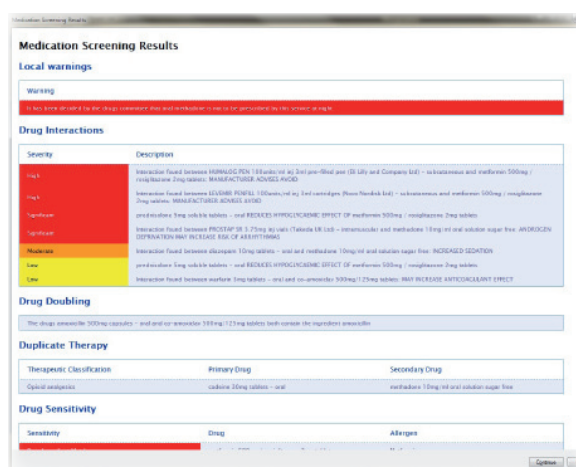 Medication Screening Results
Medication Screening Results
Local warnings
Warning
It has been decided by the drugs committee that oral methadone is not to be prescribed by this service at night
Drug Interactions
Severity Description
High Interaction found between HUMALOG PEN 100units/ml inj 3ml pre-filled pen (Eli Lilly and Company Ltd) - subcutaneous and metformin 500mg /
rosiglitazone 2mg tablets: MANUFACTURER ADVISES AVOID
High Interaction found between LEVEMIR PENFILL 100units/ml inj 3ml cartridges (Novo Nordisk Ltd) - subcutaneous and metformin 500mg / rosiglitazone
2mg tablets: MANUFACTURER ADVISES AVOID
Significant prednisolone 5mg soluble tablets - oral REDUCES HYPOGLYCAEMIC EFFECT OF metformin 500mg / rosiglitazone 2mg tablets
Significant Interaction found between PROSTAP SR 3.75mg inj vials (Takeda UK Ltd) - intramuscular and methadone 10mg/ml oral solution sugar free: ANDROGEN
DEPRIVATION MAY INCREASE RISK OF ARRHYTHMIAS
Moderate Interaction found between diazepam 10mg tablets - oral and methadone 10mg/ml oral solution sugar free: INCREASED SEDATION
Low prednisolone 5mg soluble tablets - oral REDUCES HYPOGLYCAEMIC EFFECT OF metformin 500mg / rosiglitazone 2mg tablets
Low Interaction found between warfarin 5mg tablets - oral and co-amoxiclav 500mg/125mg tablets: MAY INCREASE ANTICOAGULANT EFFECT
Drug Doubling
The drugs amoxicillin 500mg capsules - oral and co-amoxiclav 500mg/125mg tablets both contain the ingredient amoxicillin
Duplicate Therapy
Therapeutic Classification Primary Drug Secondary Drug
Opioid analgesics codeine 30mg tablets - oral methadone 10mg/ml oral solution sugar free
Drug Sensitivity
Sensitivity Drug Allergen
Continue